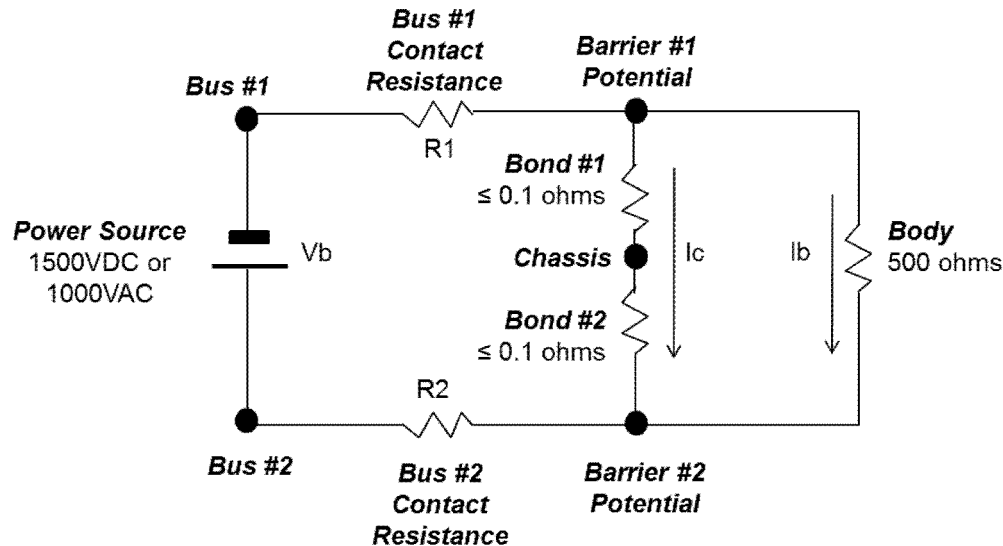 Bus #1
Contact
Resistance
Barrier #1
Potential
Bus #1
R1
Bond #1
≤ 0.1 ohms
Power Source
1500VDC or
1000VAC
Vb
Chassis
Ic
Ib
Body
500 ohms
Bond #2
≤ 0.1 ohms
R2
Bus #2
Bus #2
Contact
Resistance
Barrier #2
Potential